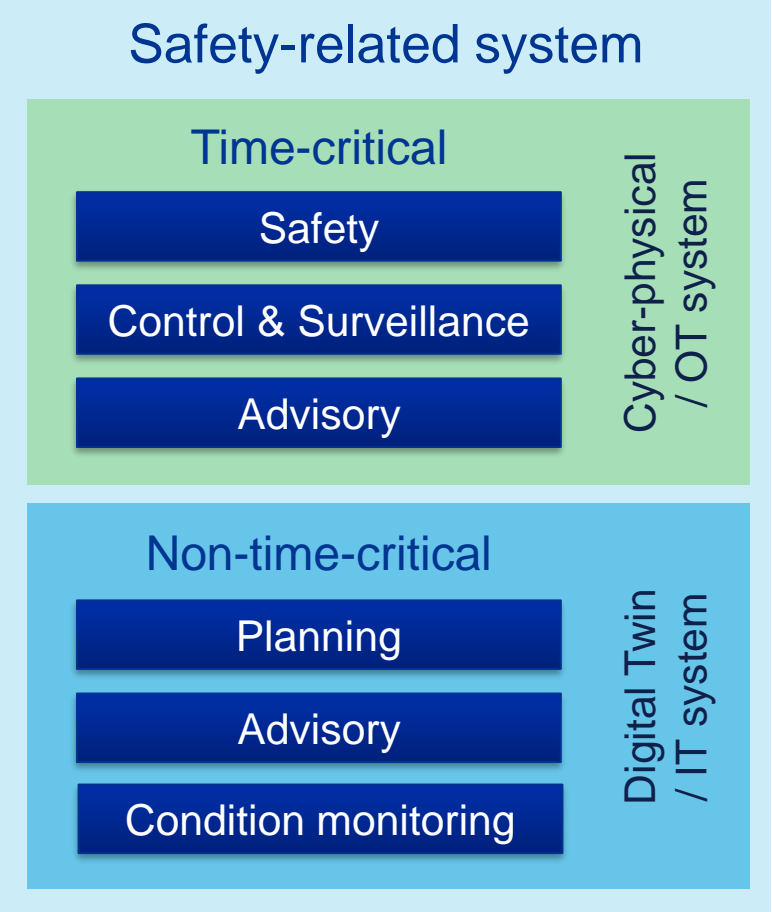 Safety-related system
Time-critical
Safety
Control & Surveillance
Advisory
Cyber-physical
/ OT system
Non-time-critical
Planning
Advisory
Condition monitoring
Digital Twin
/ IT system